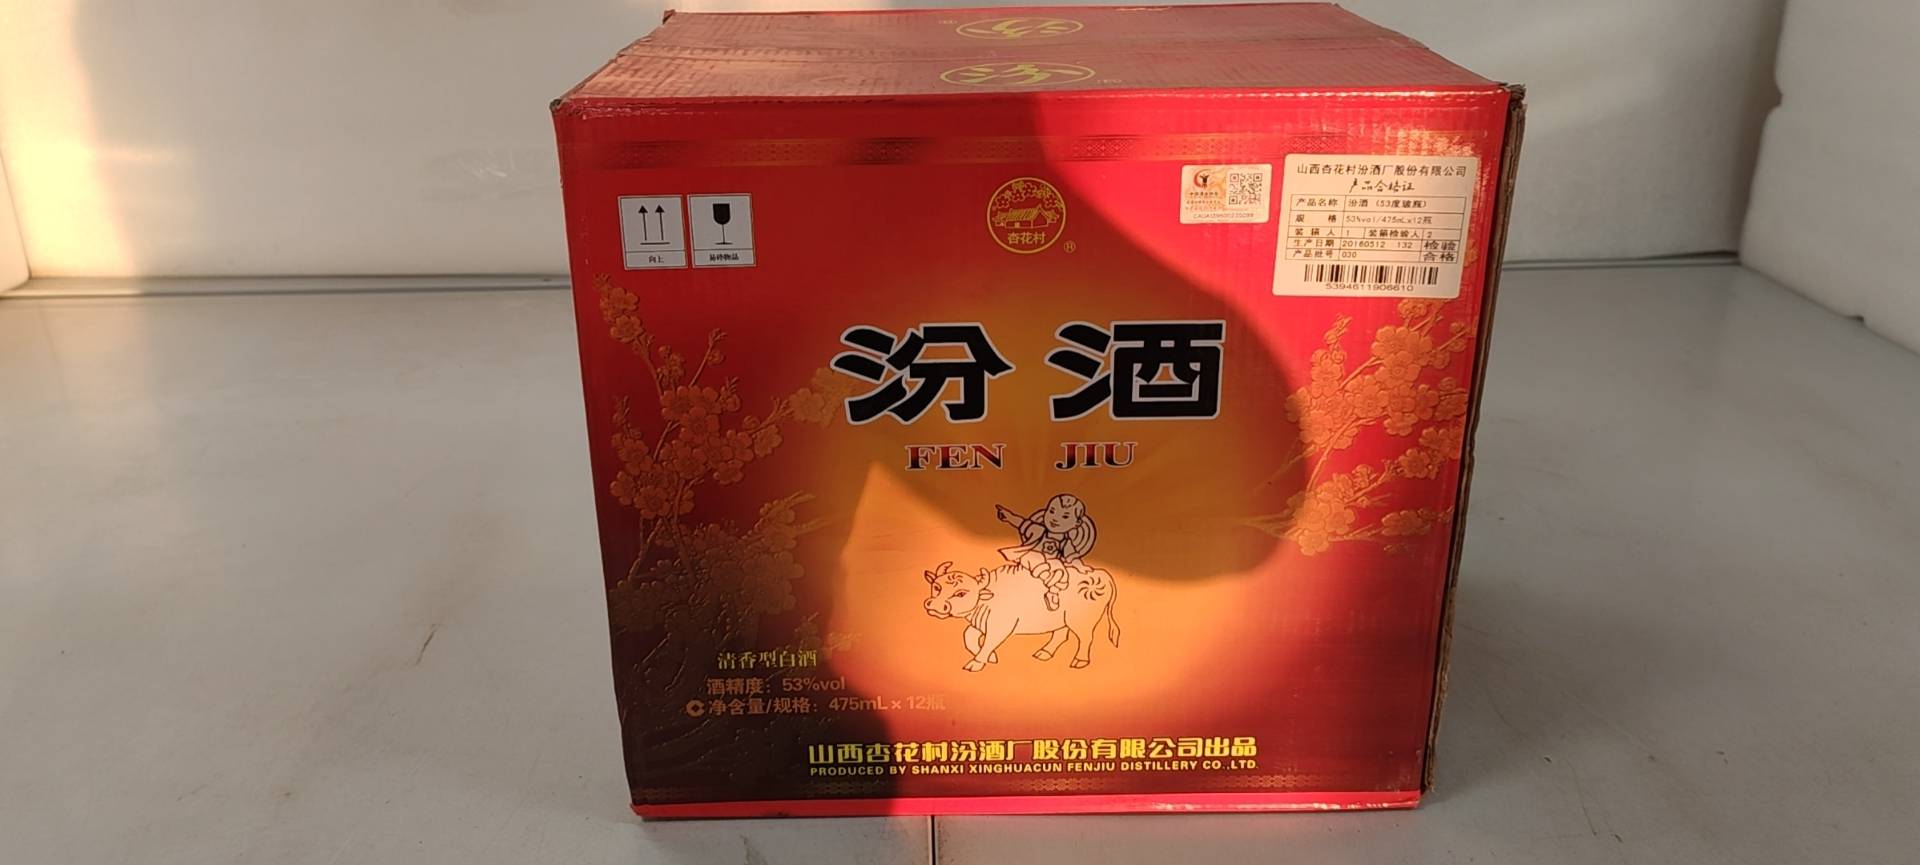 汾
汾
向上
易碎物品
杏花村
®
山西杏花村汾酒厂股份有限公司
产品合格证
产品名称 汾酒 (53度玻瓶)
规 格 53%vol/475mL×12瓶
装箱人 1 装箱检验人 2
生产日期 20160512 132 检验
产品批号 030 合格
5394611906610
汾酒
FEN JIU
清香型白酒
酒精度：53%vol
净含量/规格：475mL×12瓶
山西杏花村汾酒厂股份有限公司出品
PRODUCED BY SHANXI XINGHUACUN FENJIU DISTILLERY CO.,LTD.